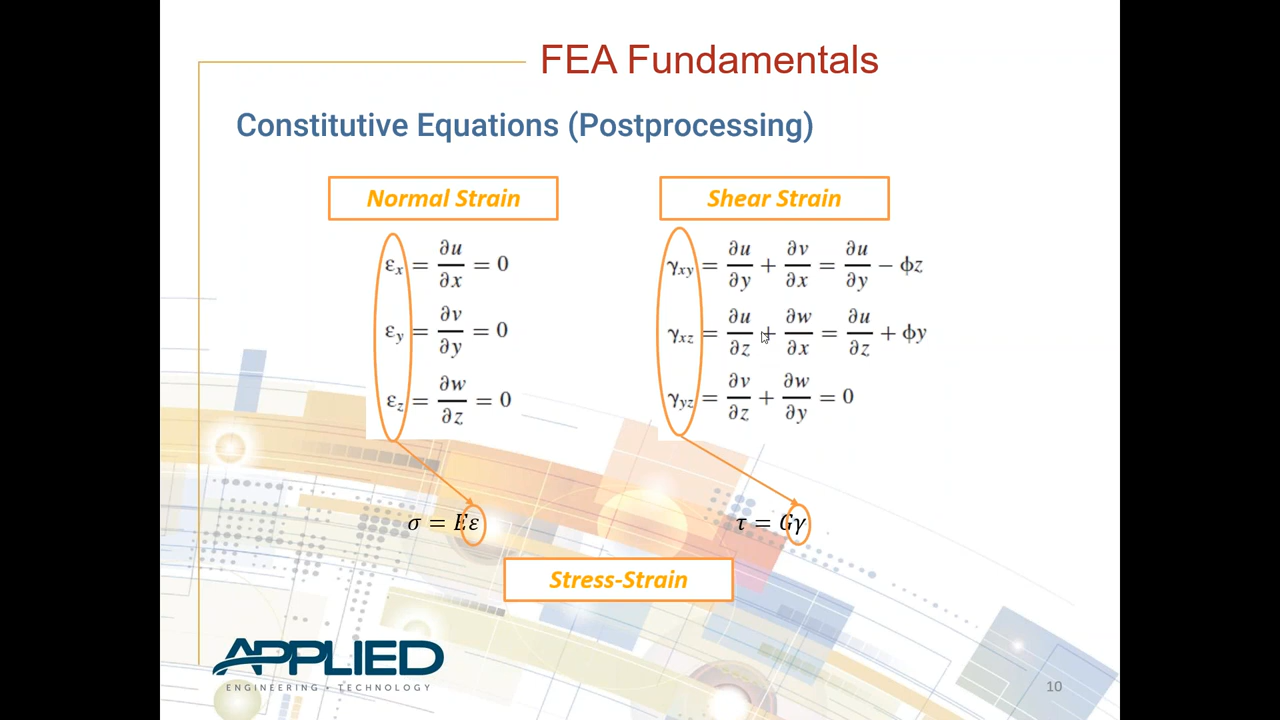 FEA Fundamentals
Constitutive Equations (Postprocessing)
Normal Strain
εx = ∂u/∂x = 0
εy = ∂v/∂y = 0
εz = ∂w/∂z = 0
Shear Strain
γxy = ∂u/∂y + ∂v/∂x = ∂u/∂y − ϕz
γxz = ∂u/∂z + ∂w/∂x = ∂u/∂z + ϕy
γyz = ∂v/∂z + ∂w/∂y = 0
σ = Eε
τ = Gγ
Stress-Strain
APPLIED
ENGINEERING • TECHNOLOGY
10